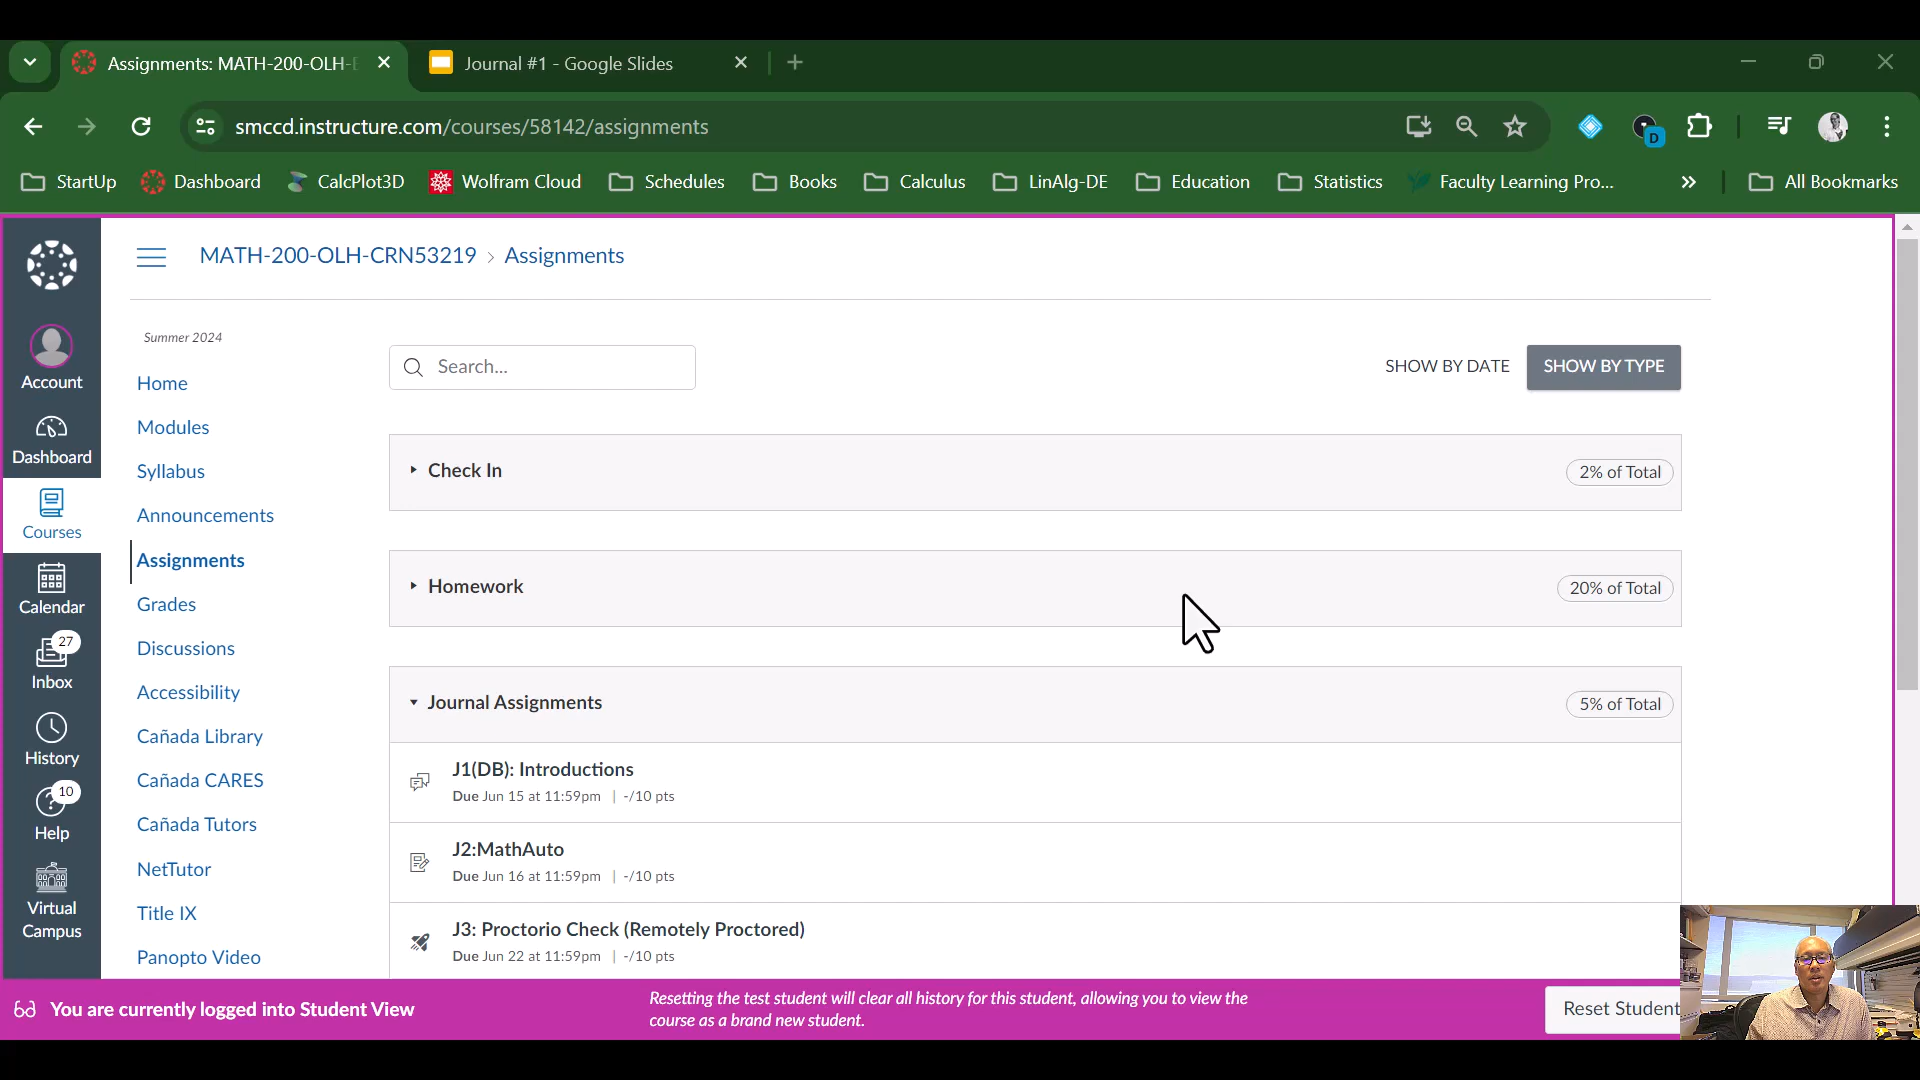 Assignments: MATH-200-OLH-
Journal #1 - Google Slides
smccd.instructure.com/courses/58142/assignments
D
StartUp
Dashboard
CalcPlot3D
Wolfram Cloud
Schedules
Books
Calculus
LinAlg-DE
Education
Statistics
Faculty Learning Pro...
All Bookmarks
Account
Dashboard
Courses
Calendar
27
Inbox
History
10
Help
Virtual
Campus
MATH-200-OLH-CRN53219 › Assignments
Summer 2024
Home
Modules
Syllabus
Announcements
Assignments
Grades
Discussions
Accessibility
Cañada Library
Cañada CARES
Cañada Tutors
NetTutor
Title IX
Panopto Video
Search...
SHOW BY DATE
SHOW BY TYPE
Check In
2% of Total
Homework
20% of Total
Journal Assignments
5% of Total
J1(DB): Introductions
Due Jun 15 at 11:59pm | -/10 pts
J2:MathAuto
Due Jun 16 at 11:59pm | -/10 pts
J3: Proctorio Check (Remotely Proctored)
Due Jun 22 at 11:59pm | -/10 pts
You are currently logged into Student View
Resetting the test student will clear all history for this student, allowing you to view the
course as a brand new student.
Reset Student